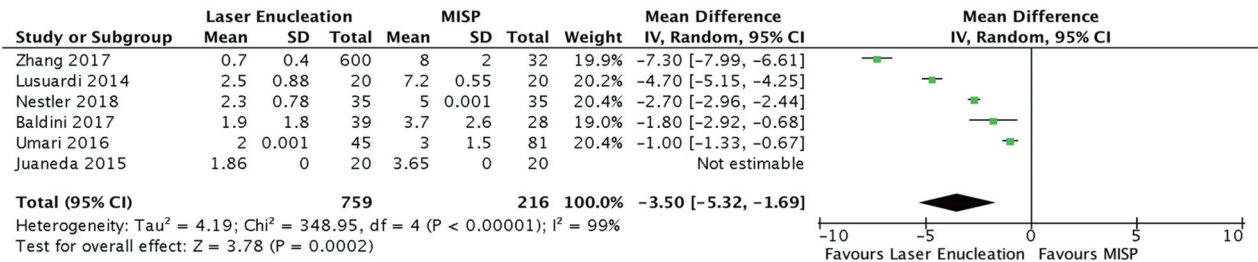 Laser Enucleation MISP Mean Difference Mean Difference
Study or Subgroup Mean SD Total Mean SD Total Weight IV, Random, 95% CI IV, Random, 95% CI
Zhang 2017 0.7 0.4 600 8 2 32 19.9% −7.30 [−7.99, −6.61]
Lusuardi 2014 2.5 0.88 20 7.2 0.55 20 20.2% −4.70 [−5.15, −4.25]
Nestler 2018 2.3 0.78 35 5 0.001 35 20.4% −2.70 [−2.96, −2.44]
Baldini 2017 1.9 1.8 39 3.7 2.6 28 19.0% −1.80 [−2.92, −0.68]
Umari 2016 2 0.001 45 3 1.5 81 20.4% −1.00 [−1.33, −0.67]
Juaneda 2015 1.86 0 20 3.65 0 20 Not estimable
Total (95% CI) 759 216 100.0% −3.50 [−5.32, −1.69]
Heterogeneity: Tau² = 4.19; Chi² = 348.95, df = 4 (P < 0.00001); I² = 99%
Test for overall effect: Z = 3.78 (P = 0.0002)
−10 −5 0 5 10
Favours Laser Enucleation Favours MISP